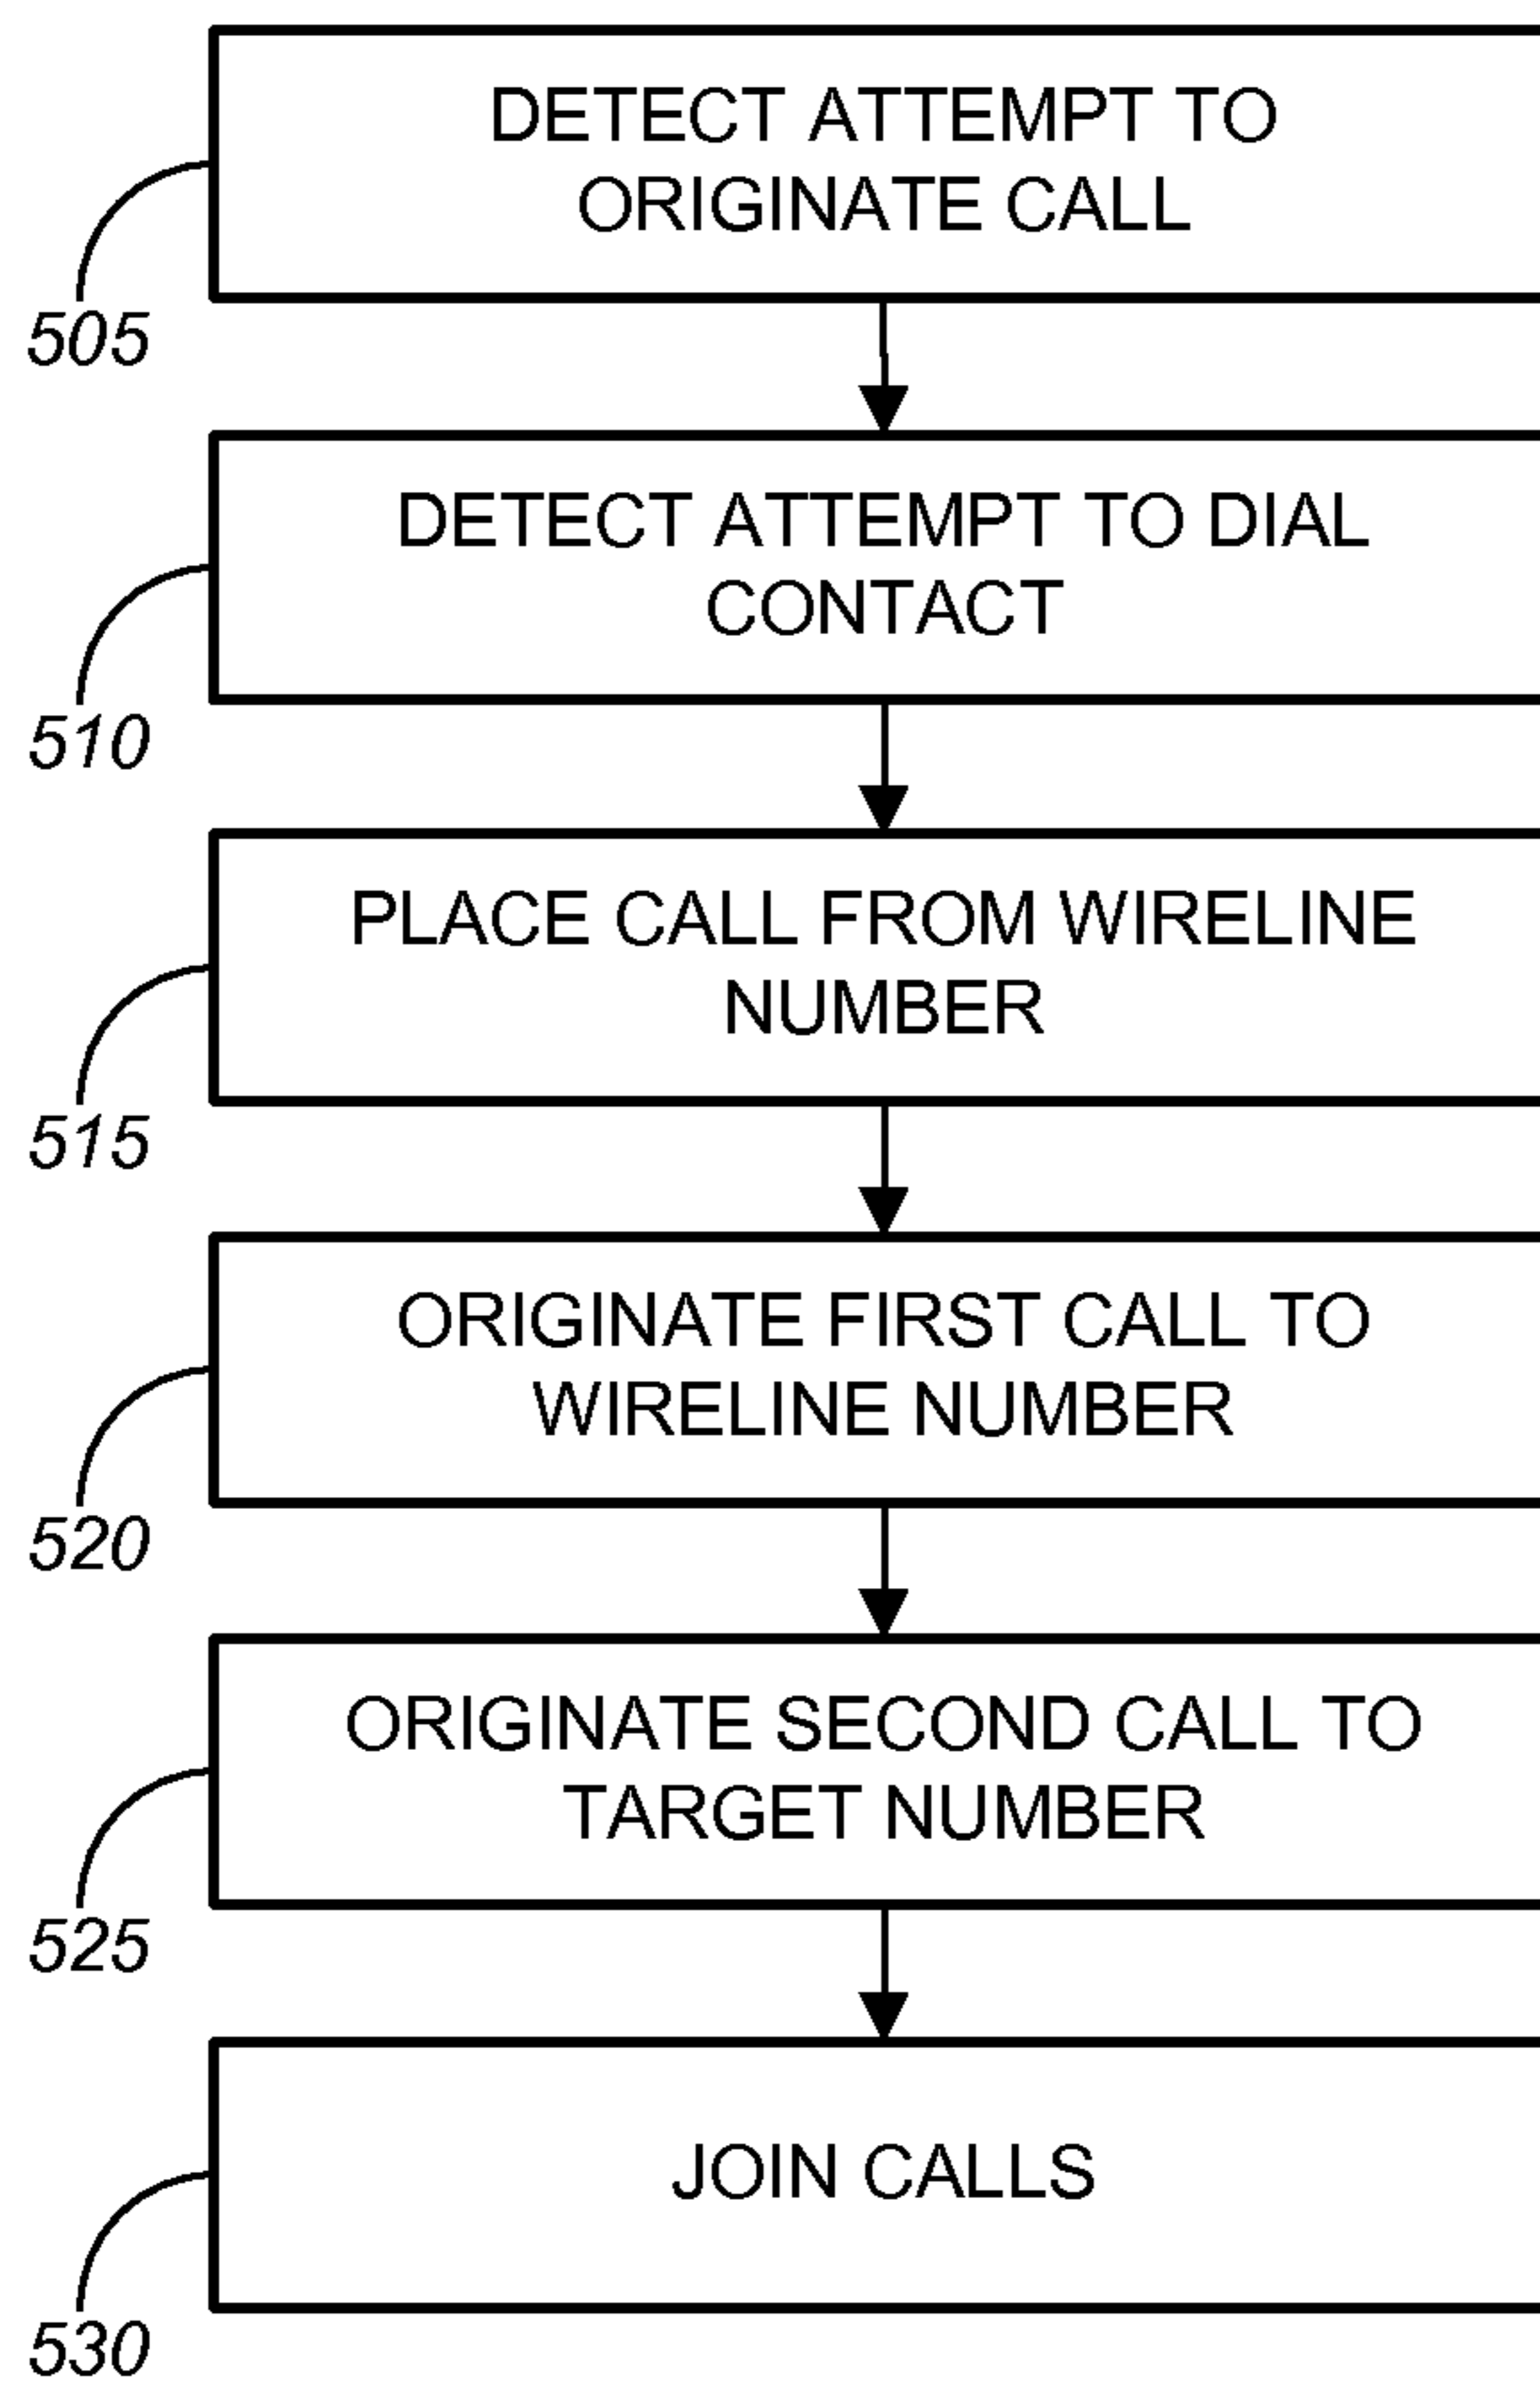 DETECT ATTEMPT TO
ORIGINATE CALL
505
DETECT ATTEMPT TO DIAL
CONTACT
510
PLACE CALL FROM WIRELINE
NUMBER
515
ORIGINATE FIRST CALL TO
WIRELINE NUMBER
520
ORIGINATE SECOND CALL TO
TARGET NUMBER
525
JOIN CALLS
530